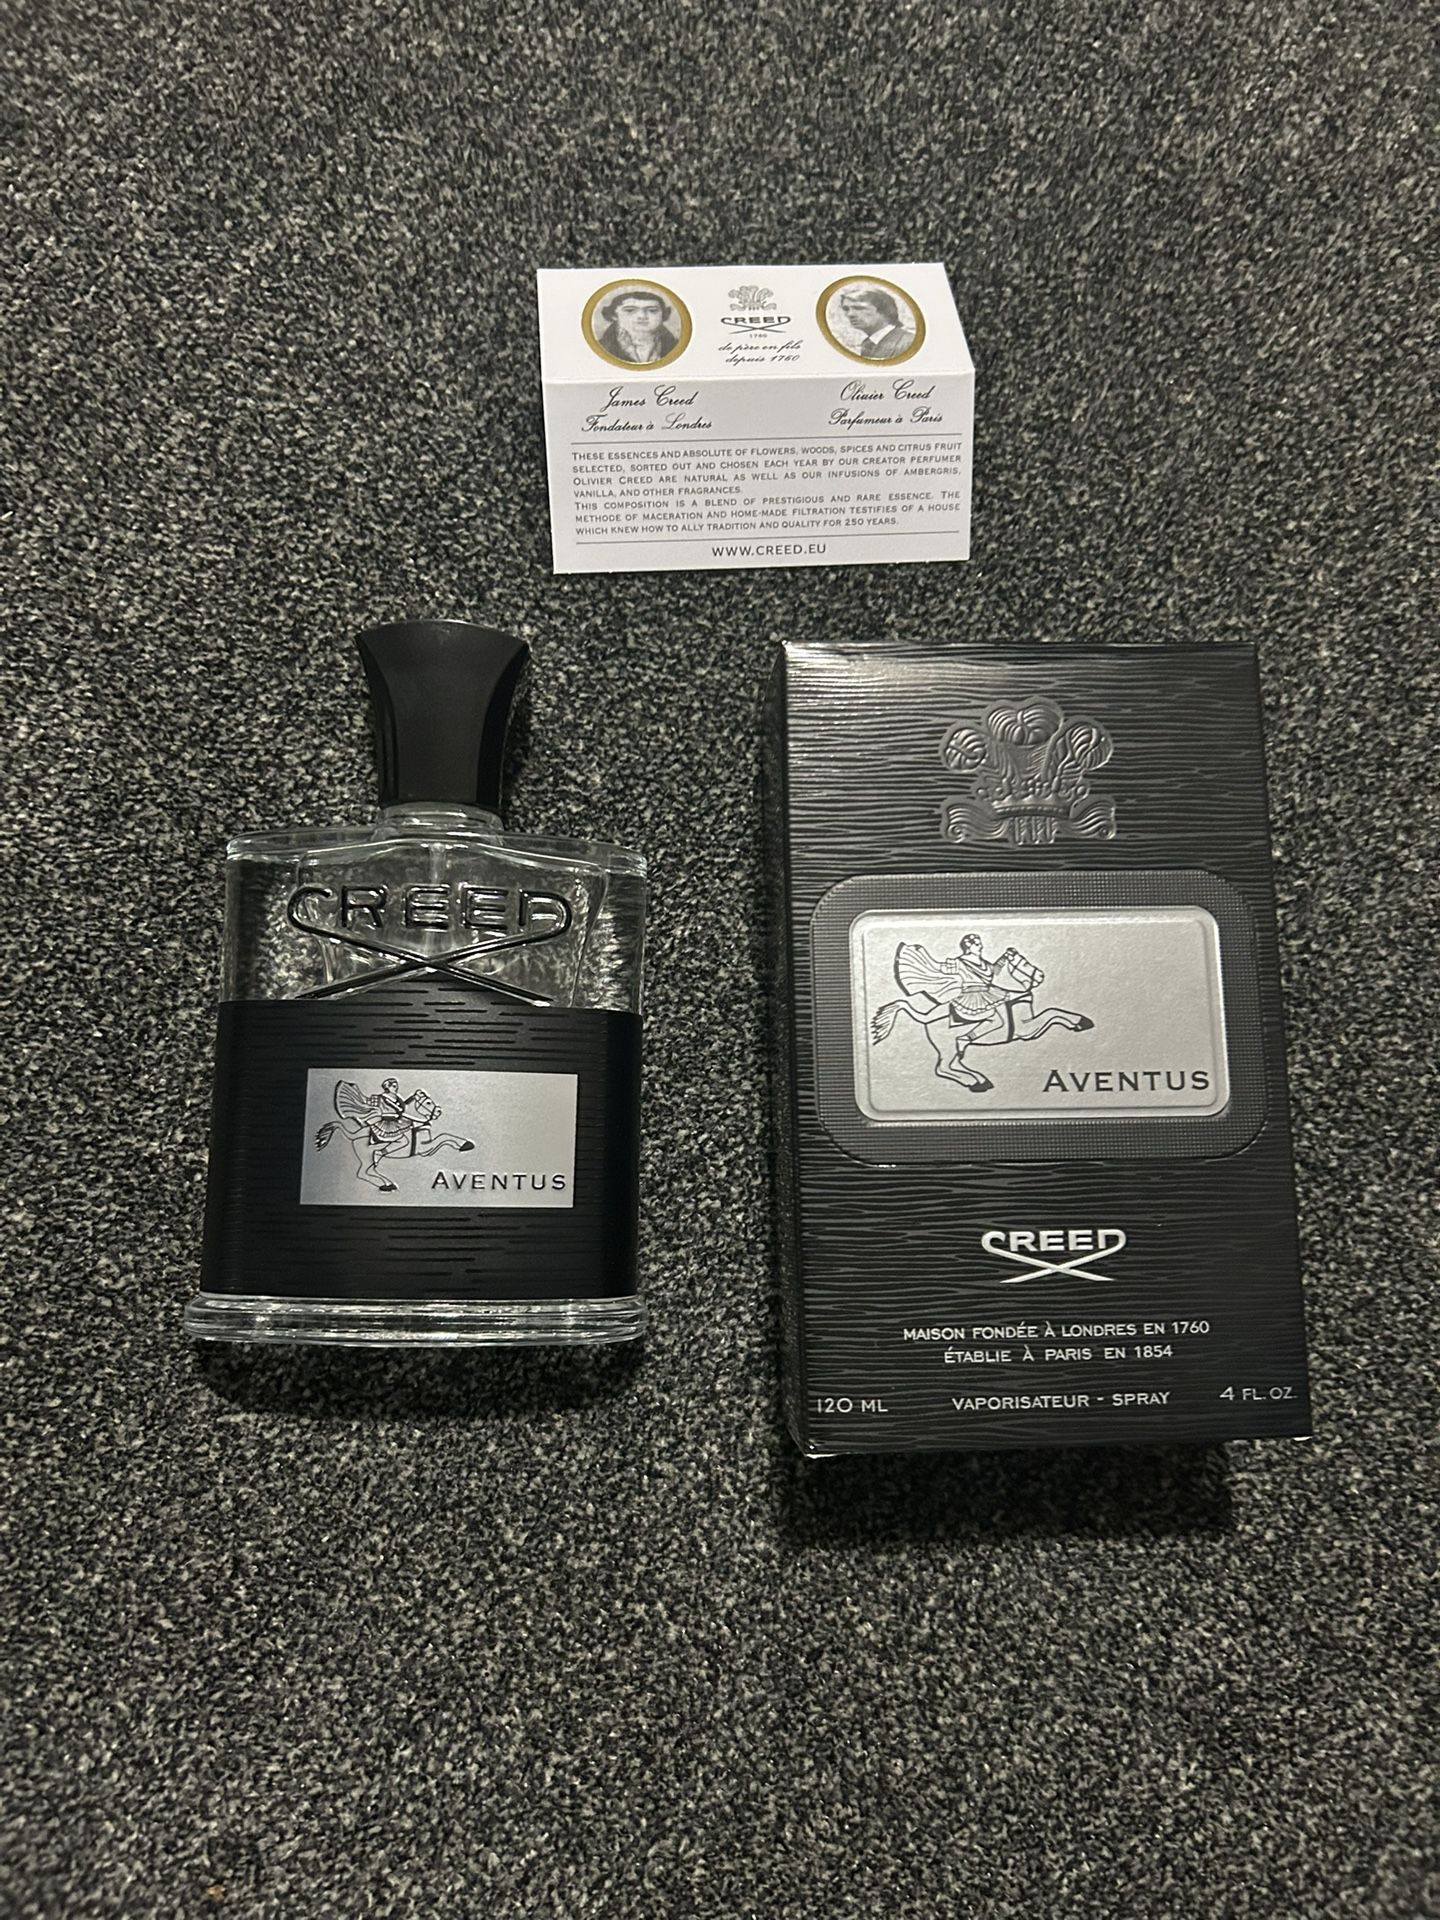 CREED
1760
de père en fils
depuis 1760
James Creed
Fondateur à Londres
Olivier Creed
Parfumeur à Paris
THESE ESSENCES AND ABSOLUTE OF FLOWERS, WOODS, SPICES AND CITRUS FRUIT
SELECTED, SORTED OUT AND CHOSEN EACH YEAR BY OUR CREATOR PERFUMER
OLIVIER CREED ARE NATURAL AS WELL AS OUR INFUSIONS OF AMBERGRIS,
VANILLA, AND OTHER FRAGRANCES.
THIS COMPOSITION IS A BLEND OF PRESTIGIOUS AND RARE ESSENCE. THE
METHODE OF MACERATION AND HOME-MADE FILTRATION TESTIFIES OF A HOUSE
WHICH KNEW HOW TO ALLY TRADITION AND QUALITY FOR 250 YEARS.
WWW.CREED.EU
CREED
AVENTUS
AVENTUS
CREED
MAISON FONDÉE À LONDRES EN 1760
ÉTABLIE À PARIS EN 1854
120 ML VAPORISATEUR - SPRAY 4 FL. OZ.